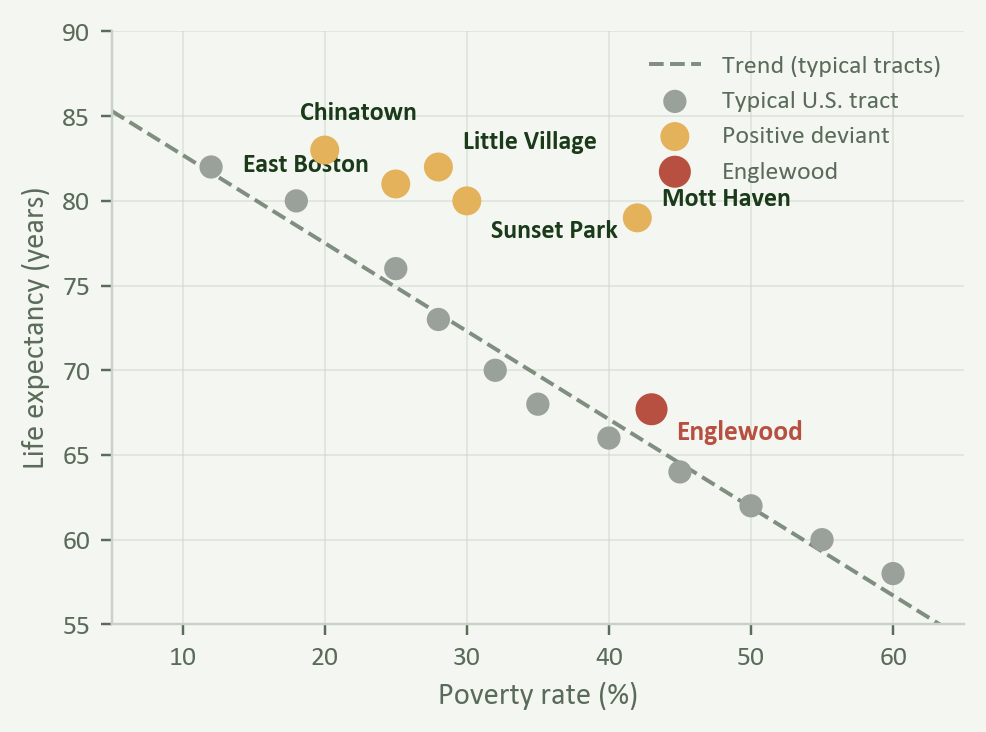 90
85
80
75
70
65
60
55
Life expectancy (years)
Trend (typical tracts)
Typical U.S. tract
Positive deviant
Englewood
Chinatown
Little Village
East Boston
Mott Haven
Sunset Park
Englewood
10 20 30 40 50 60
Poverty rate (%)